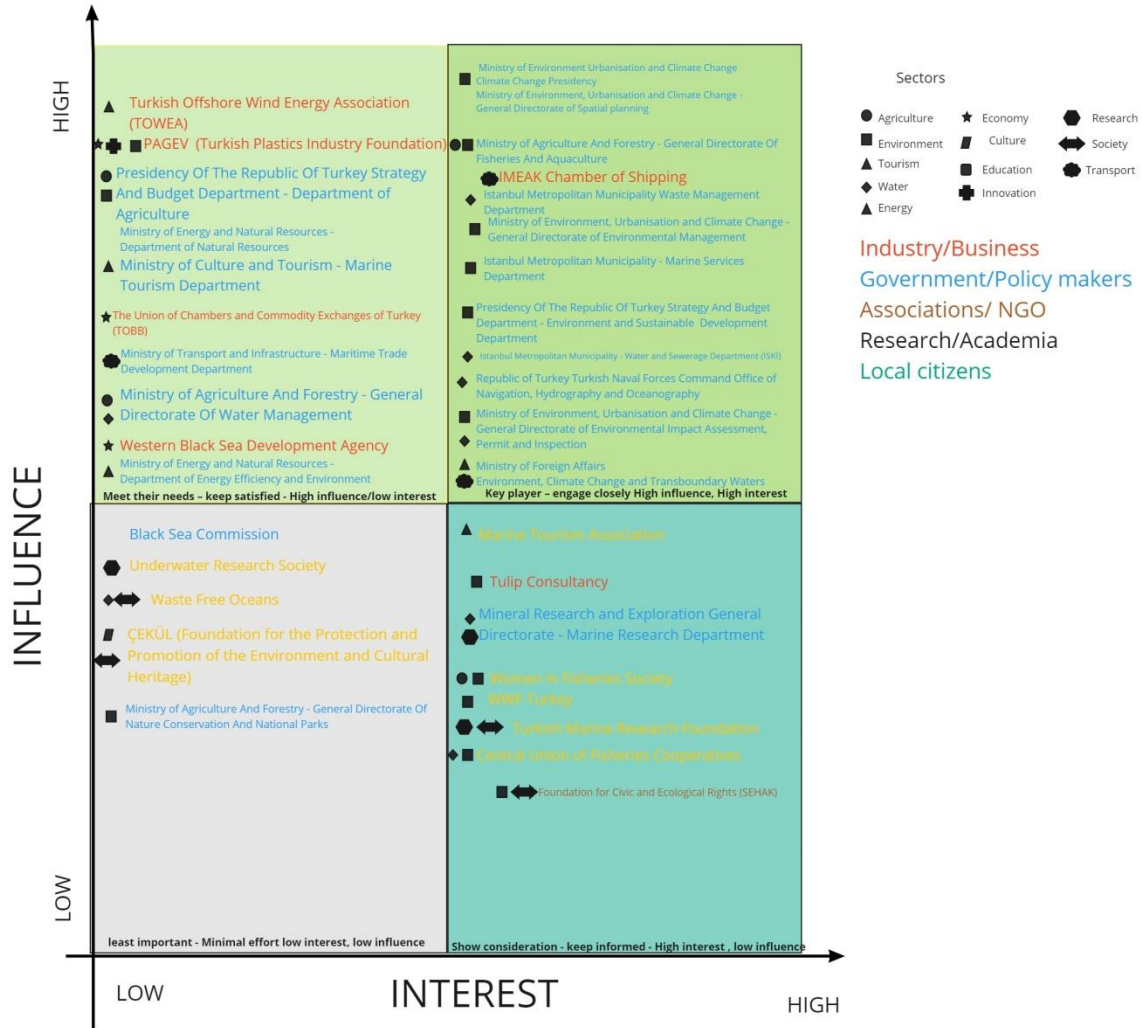 HIGH
INFLUENCE
LOW
Turkish Offshore Wind Energy Association
(TOWEA)
PAGEV (Turkish Plastics Industry Foundation)
Presidency Of The Republic Of Turkey Strategy
And Budget Department - Department of
Agriculture
Ministry of Energy and Natural Resources -
Department of Natural Resources
Ministry of Culture and Tourism - Marine
Tourism Department
The Union of Chambers and Commodity Exchanges of Turkey
(TOBB)
Ministry of Transport and Infrastructure - Maritime Trade
Development Department
Ministry of Agriculture And Forestry - General
Directorate Of Water Management
Western Black Sea Development Agency
Ministry of Energy and Natural Resources -
Department of Energy Efficiency and Environment
Meet their needs – keep satisfied - High influence/low interest
Ministry of Environment Urbanisation and Climate Change
Climate Change Presidency
Ministry of Environment, Urbanisation and Climate Change -
General Directorate of Spatial planning
Ministry of Agriculture And Forestry - General Directorate Of
Fisheries And Aquaculture
IMEAK Chamber of Shipping
Istanbul Metropolitan Municipality Waste Management
Department
Ministry of Environment, Urbanisation and Climate Change -
General Directorate of Environmental Management
Istanbul Metropolitan Municipality - Marine Services
Department
Presidency Of The Republic Of Turkey Strategy And Budget
Department - Environment and Sustainable Development
Department
Istanbul Metropolitan Municipality - Water and Sewerage Department (ISKI)
Republic of Turkey Turkish Naval Forces Command Office of
Navigation, Hydrography and Oceanography
Ministry of Environment, Urbanisation and Climate Change -
General Directorate of Environmental Impact Assessment,
Permit and Inspection
Ministry of Foreign Affairs
Environment, Climate Change and Transboundary Waters
Key player – engage closely High influence, High interest
Black Sea Commission
Underwater Research Society
Waste Free Oceans
ÇEKÜL (Foundation for the Protection and
Promotion of the Environment and Cultural
Heritage)
Ministry of Agriculture And Forestry - General Directorate Of
Nature Conservation And National Parks
least important - Minimal effort low interest, low influence
Marine Tourism Association
Tulip Consultancy
Mineral Research and Exploration General
Directorate - Marine Research Department
Women in Fisheries Society
WWF Turkey
Turkish Marine Research Foundation
Central Union of Fisheries Cooperatives
Foundation for Civic and Ecological Rights (SEHAK)
Show consideration - keep informed - High interest , low influence
LOW
INTEREST
HIGH
Sectors
Agriculture
Environment
Tourism
Water
Energy
Economy
Culture
Education
Innovation
Research
Society
Transport
Industry/Business
Government/Policy makers
Associations/ NGO
Research/Academia
Local citizens